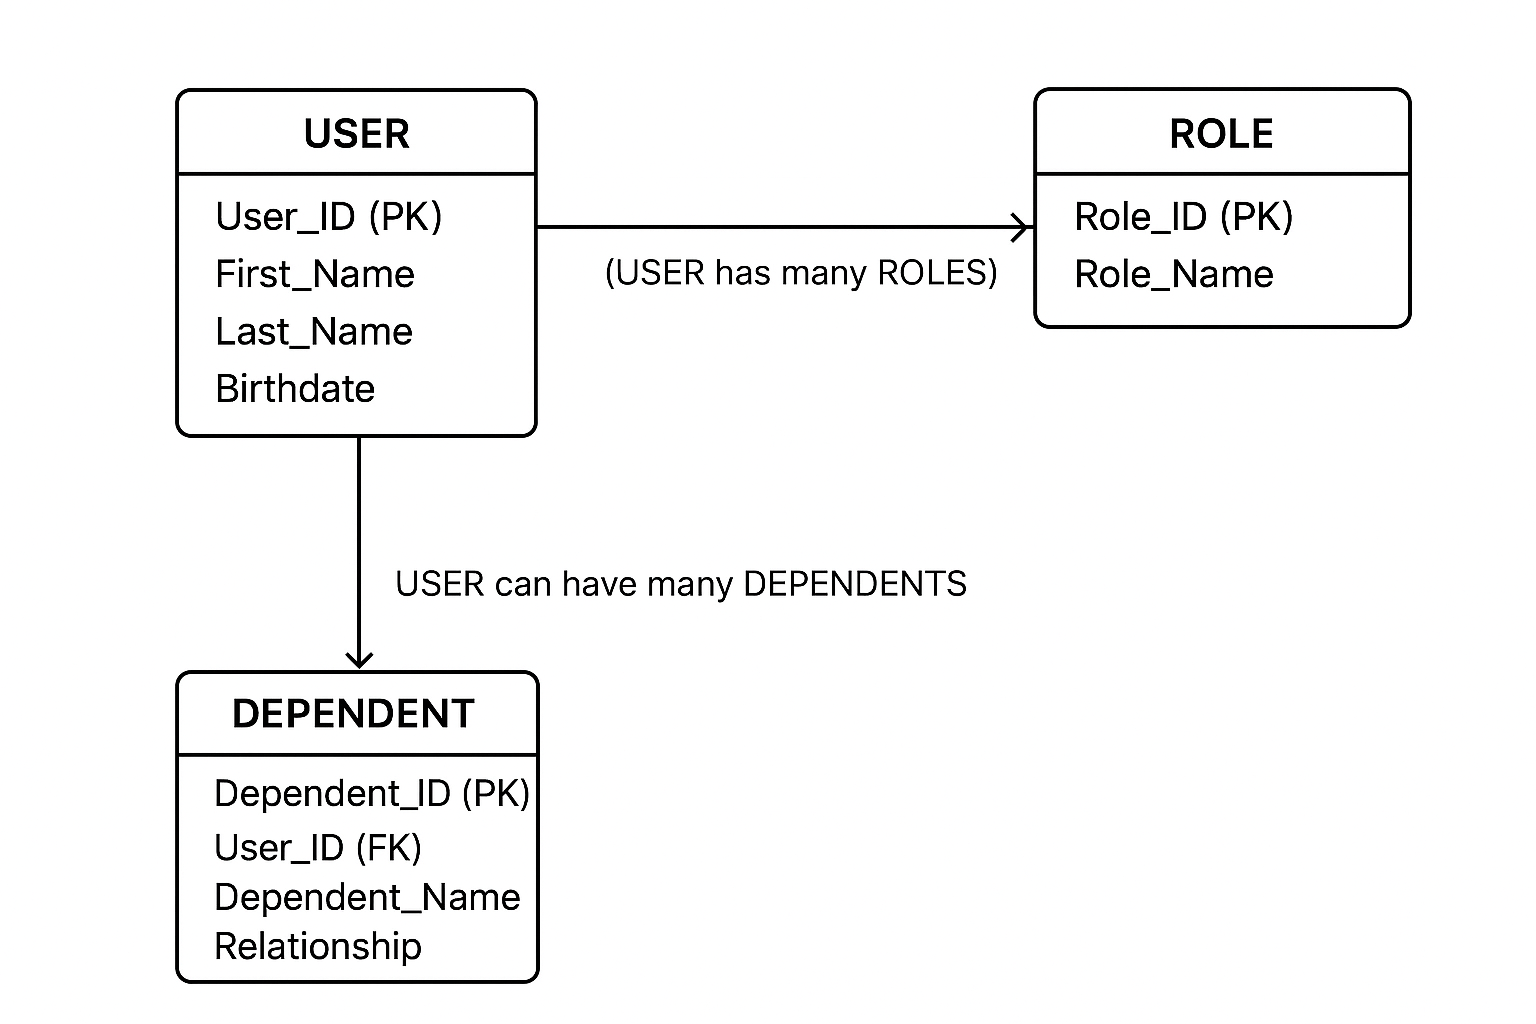 USER
User_ID (PK)
First_Name
Last_Name
Birthdate
(USER has many ROLES)
ROLE
Role_ID (PK)
Role_Name
USER can have many DEPENDENTS
DEPENDENT
Dependent_ID (PK)
User_ID (FK)
Dependent_Name
Relationship